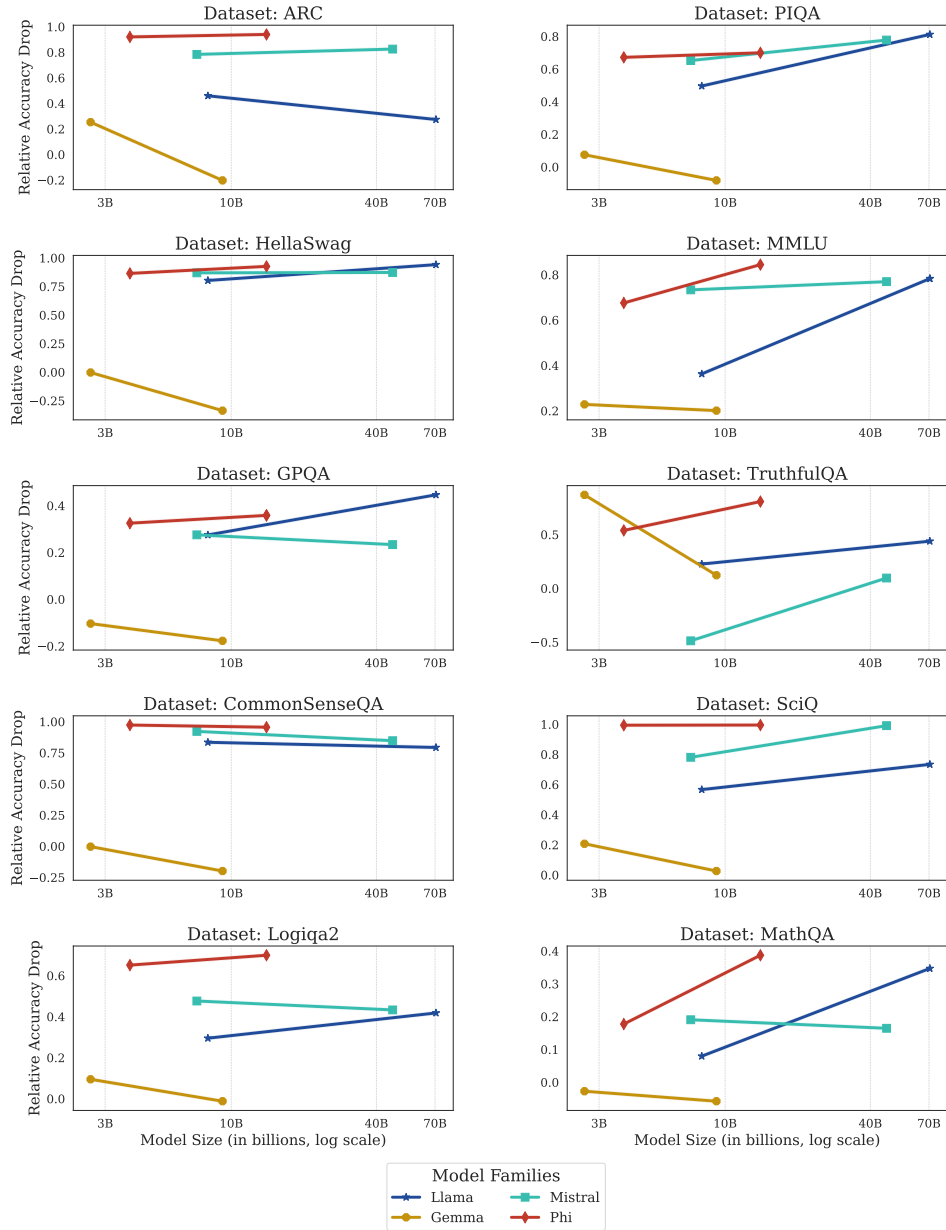 Dataset: ARC
Relative Accuracy Drop
1.0
0.8
0.6
0.4
0.2
0.0
−0.2
3B 10B 40B 70B
Dataset: PIQA
0.8
0.6
0.4
0.2
0.0
3B 10B 40B 70B
Dataset: HellaSwag
Relative Accuracy Drop
1.00
0.75
0.50
0.25
0.00
−0.25
3B 10B 40B 70B
Dataset: MMLU
0.8
0.6
0.4
0.2
3B 10B 40B 70B
Dataset: GPQA
Relative Accuracy Drop
0.4
0.2
0.0
−0.2
3B 10B 40B 70B
Dataset: TruthfulQA
0.5
0.0
−0.5
3B 10B 40B 70B
Dataset: CommonSenseQA
Relative Accuracy Drop
1.00
0.75
0.50
0.25
0.00
−0.25
3B 10B 40B 70B
Dataset: SciQ
1.0
0.8
0.6
0.4
0.2
0.0
3B 10B 40B 70B
Dataset: Logiqa2
Relative Accuracy Drop
0.6
0.4
0.2
0.0
3B 10B 40B 70B
Model Size (in billions, log scale)
Dataset: MathQA
0.4
0.3
0.2
0.1
0.0
3B 10B 40B 70B
Model Size (in billions, log scale)
Model Families
Llama Mistral
Gemma Phi